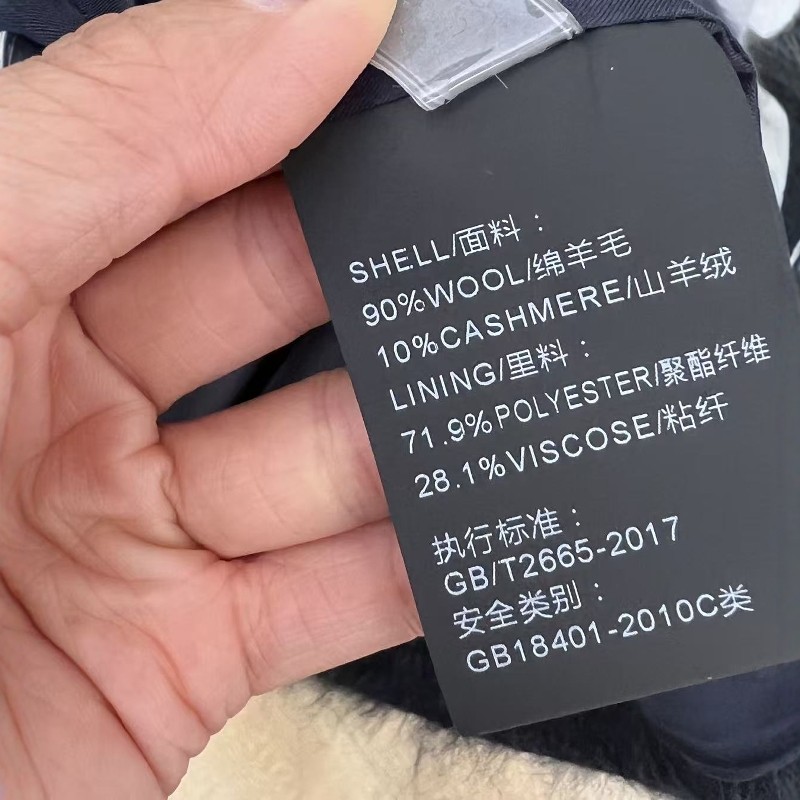 SHELL/面料：
90%WOOL/绵羊毛
10%CASHMERE/山羊绒
LINING/里料：
71.9%POLYESTER/聚酯纤维
28.1%VISCOSE/粘纤
执行标准：
GB/T2665-2017
安全类别：
GB18401-2010C类